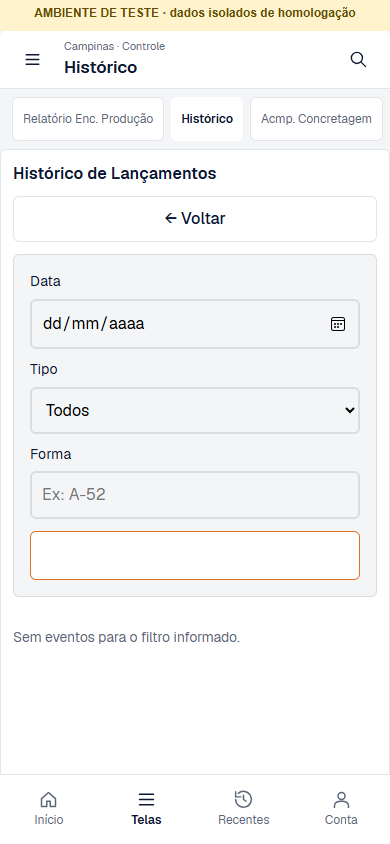 AMBIENTE DE TESTE · dados isolados de homologação
Campinas · Controle
Histórico
Relatório Enc. Produção
Histórico
Acmp. Concretagem
Histórico de Lançamentos
← Voltar
Data
dd/mm/aaaa
Tipo
Todos
Forma
Ex: A-52
Sem eventos para o filtro informado.
Início
Telas
Recentes
Conta